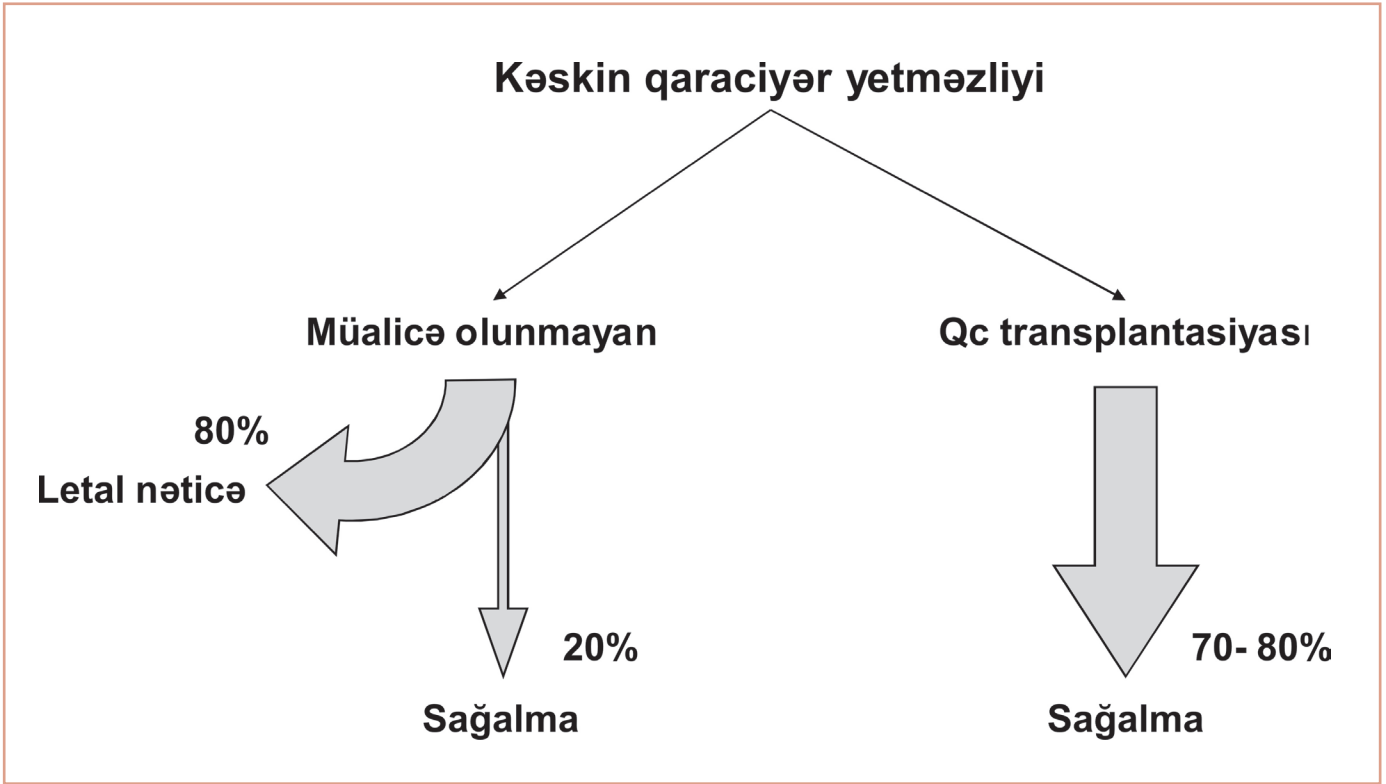 Kəskin qaraciyər yetməzliyi
Müalicə olunmayan
Qc transplantasiyası
80%
Letal nəticə
20%
Sağalma
70- 80%
Sağalma